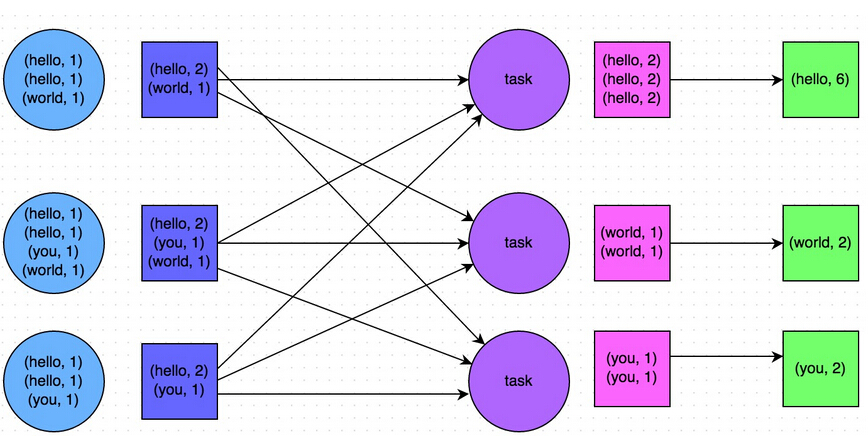 (hello, 1)
(hello, 1)
(world, 1)
(hello, 2)
(world, 1)
task
(hello, 2)
(hello, 2)
(hello, 2)
(hello, 6)
(hello, 1)
(hello, 1)
(you, 1)
(world, 1)
(hello, 2)
(you, 1)
(world, 1)
task
(world, 1)
(world, 1)
(world, 2)
(hello, 1)
(hello, 1)
(you, 1)
(hello, 2)
(you, 1)
task
(you, 1)
(you, 1)
(you, 2)